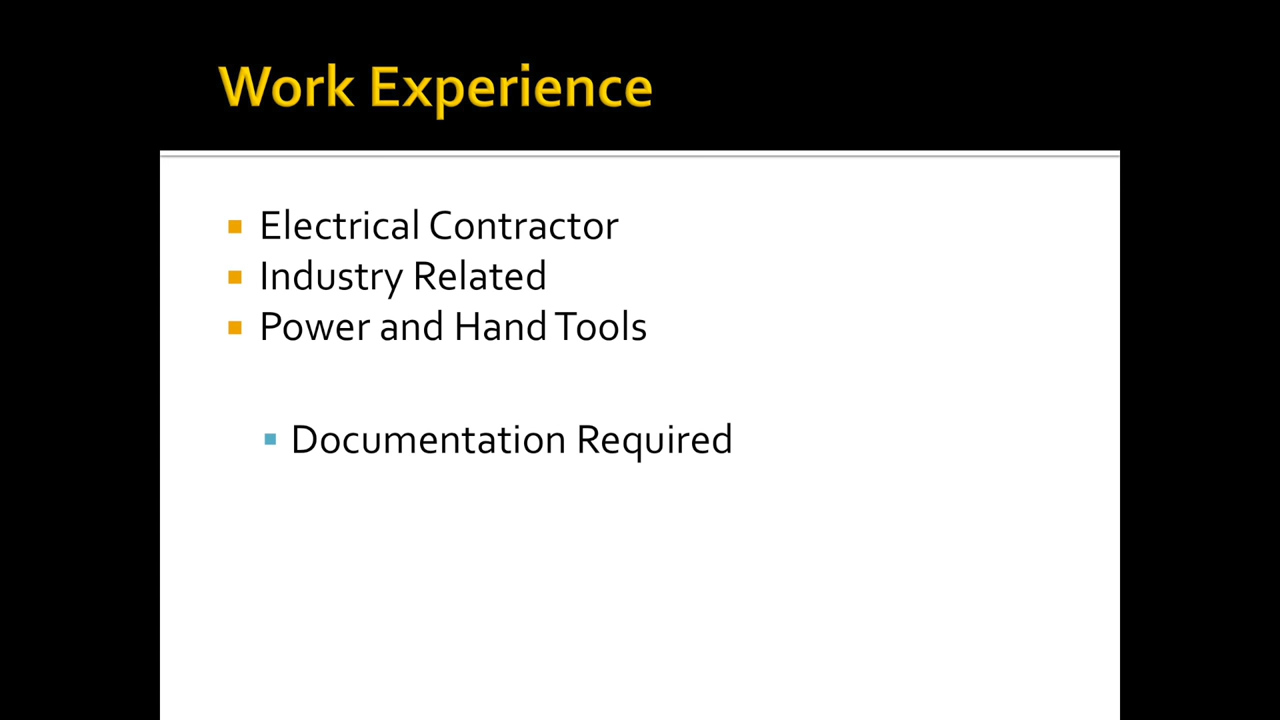 Work Experience
Electrical Contractor
Industry Related
Power and Hand Tools
Documentation Required